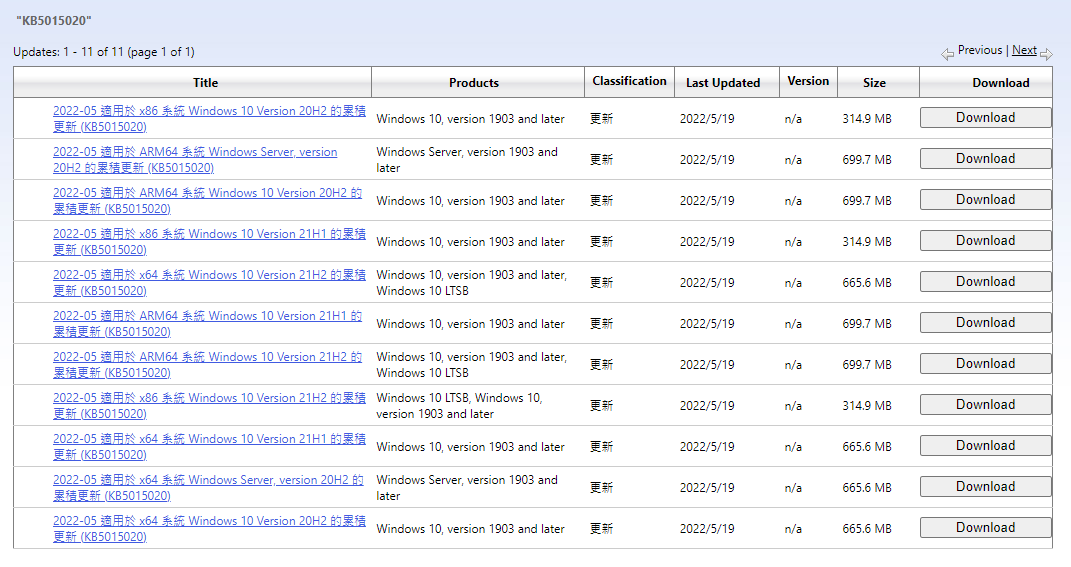 "KB5015020"
Updates: 1 - 11 of 11 (page 1 of 1)
Previous | Next
Title Products Classification Last Updated Version Size Download
2022-05 適用於 x86 系統 Windows 10 Version 20H2 的累積
更新 (KB5015020)
Windows 10, version 1903 and later 更新 2022/5/19 n/a 314.9 MB Download
2022-05 適用於 ARM64 系統 Windows Server, version
20H2 的累積更新 (KB5015020)
Windows Server, version 1903 and
later
更新 2022/5/19 n/a 699.7 MB Download
2022-05 適用於 ARM64 系統 Windows 10 Version 20H2 的
累積更新 (KB5015020)
Windows 10, version 1903 and later 更新 2022/5/19 n/a 699.7 MB Download
2022-05 適用於 x86 系統 Windows 10 Version 21H1 的累積
更新 (KB5015020)
Windows 10, version 1903 and later 更新 2022/5/19 n/a 314.9 MB Download
2022-05 適用於 x64 系統 Windows 10 Version 21H2 的累積
更新 (KB5015020)
Windows 10, version 1903 and later,
Windows 10 LTSB
更新 2022/5/19 n/a 665.6 MB Download
2022-05 適用於 ARM64 系統 Windows 10 Version 21H1 的
累積更新 (KB5015020)
Windows 10, version 1903 and later 更新 2022/5/19 n/a 699.7 MB Download
2022-05 適用於 ARM64 系統 Windows 10 Version 21H2 的
累積更新 (KB5015020)
Windows 10, version 1903 and later,
Windows 10 LTSB
更新 2022/5/19 n/a 699.7 MB Download
2022-05 適用於 x86 系統 Windows 10 Version 21H2 的累積
更新 (KB5015020)
Windows 10 LTSB, Windows 10,
version 1903 and later
更新 2022/5/19 n/a 314.9 MB Download
2022-05 適用於 x64 系統 Windows 10 Version 21H1 的累積
更新 (KB5015020)
Windows 10, version 1903 and later 更新 2022/5/19 n/a 665.6 MB Download
2022-05 適用於 x64 系統 Windows Server, version 20H2 的
累積更新 (KB5015020)
Windows Server, version 1903 and
later
更新 2022/5/19 n/a 665.6 MB Download
2022-05 適用於 x64 系統 Windows 10 Version 20H2 的累積
更新 (KB5015020)
Windows 10, version 1903 and later 更新 2022/5/19 n/a 665.6 MB Download